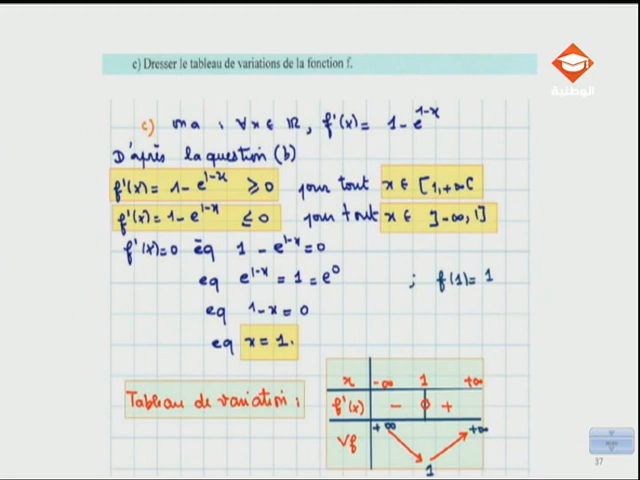 c) Dresser le tableau de variations de la fonction f.
الوطنية
c) on a : ∀x ∈ ℝ, f'(x) = 1 - e^{1-x}
D'après la question (b)
f'(x) = 1 - e^{1-x} ≥ 0 pour tout x ∈ [1, +∞[
f'(x) = 1 - e^{1-x} ≤ 0 pour tout x ∈ ]-∞, 1]
f'(x) = 0 éq 1 - e^{1-x} = 0
eq e^{1-x} = 1 = e^0 ; f(1) = 1
eq 1 - x = 0
eq x = 1.
Tableau de variation :
x -∞ 1 +∞
f'(x) - 0 +
+∞ +∞
Vf
1
37